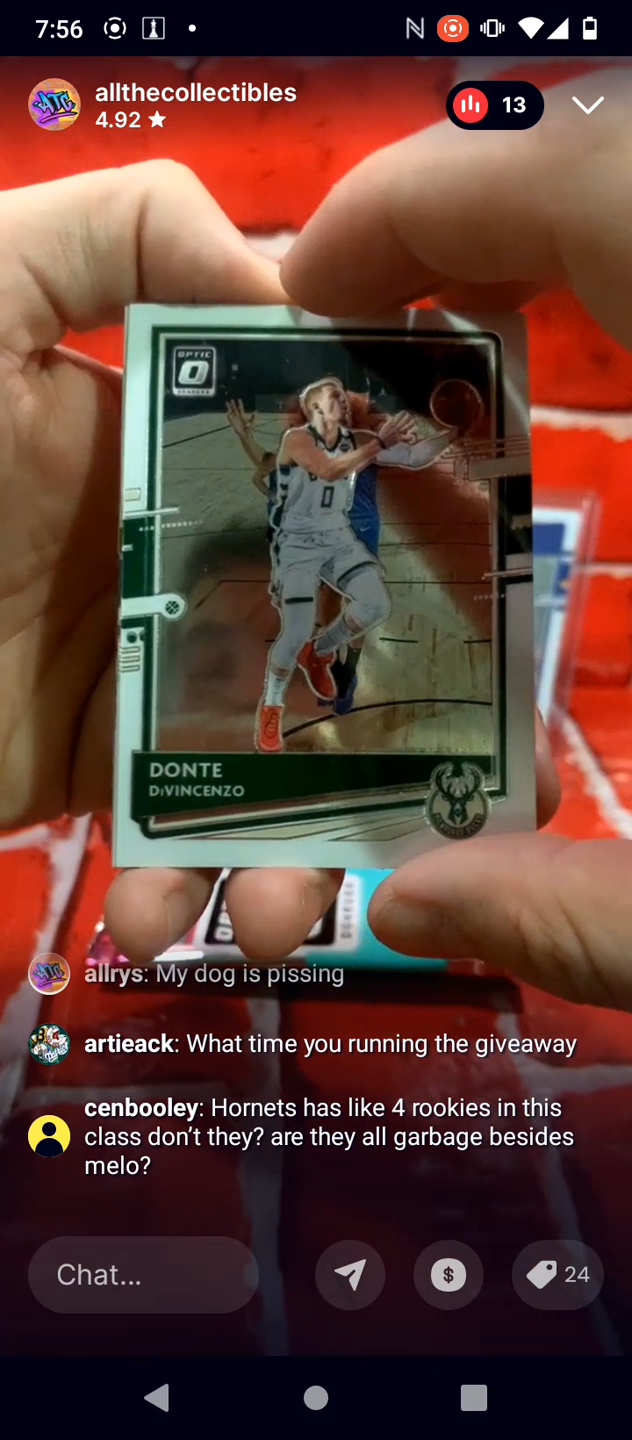 7:56
allthecollectibles
4.92 ★
13
OPTIC
DONTE
DiVINCENZO
0
allrys: My dog is pissing
artieack: What time you running the giveaway
cenbooley: Hornets has like 4 rookies in this
class don't they? are they all garbage besides
melo?
Chat...
$
24